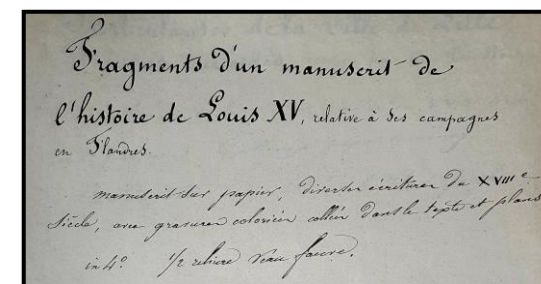 Fragments d'un manuscrit de
l'histoire de Louis XV, relative à ses campagnes
en Flandres.
manuscrit sur papier, diverses écritures du XVIIIe
siècle, avec gravures coloriées collées dans le texte et plans
in 4º 1/2 reliure veau fauve.